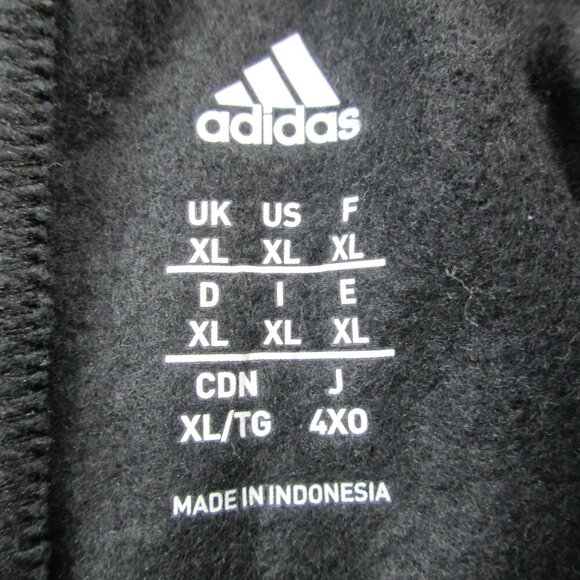 adidas
UK US F
XL XL XL
D I E
XL XL XL
CDN J
XL/TG 4XO
MADE IN INDONESIA